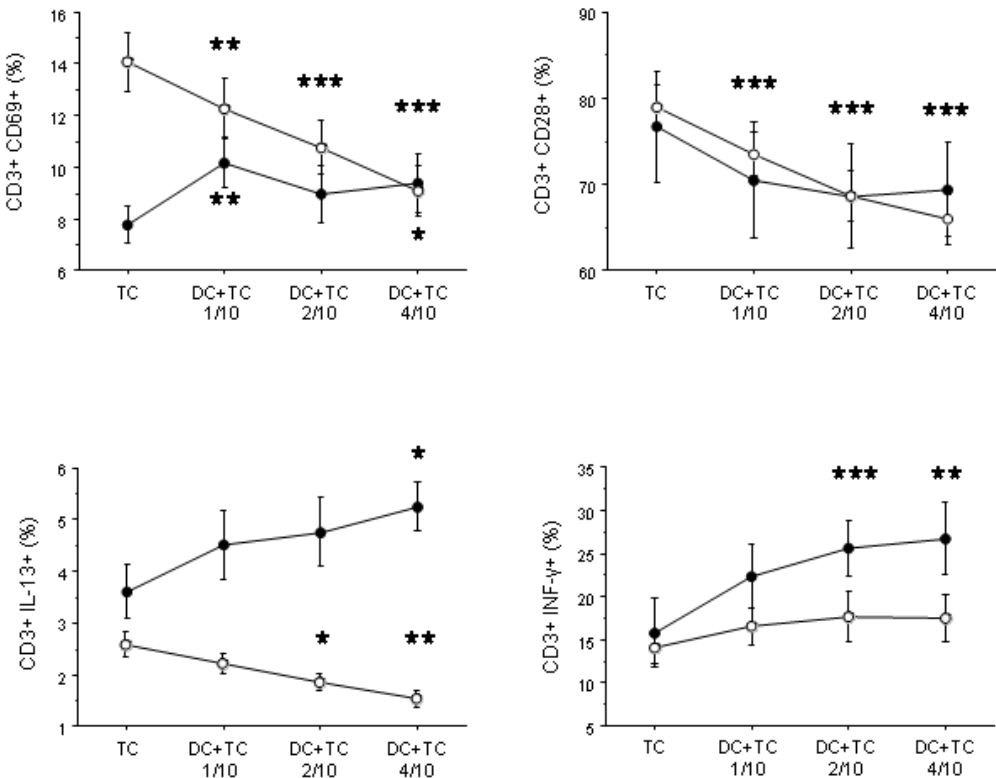 CD3+ CD69+ (%)
16
14
12
10
8
6
★★
★★★
★★★
★★
★
TC
DC+TC
1/10
DC+TC
2/10
DC+TC
4/10
CD3+ CD28+ (%)
90
80
70
60
★★★
★★★
★★★
TC
DC+TC
1/10
DC+TC
2/10
DC+TC
4/10
CD3+ IL-13+ (%)
6
5
4
3
2
1
★
★
★★
TC
DC+TC
1/10
DC+TC
2/10
DC+TC
4/10
CD3+ INF-γ+ (%)
35
30
25
20
15
10
5
★★★
★★
TC
DC+TC
1/10
DC+TC
2/10
DC+TC
4/10